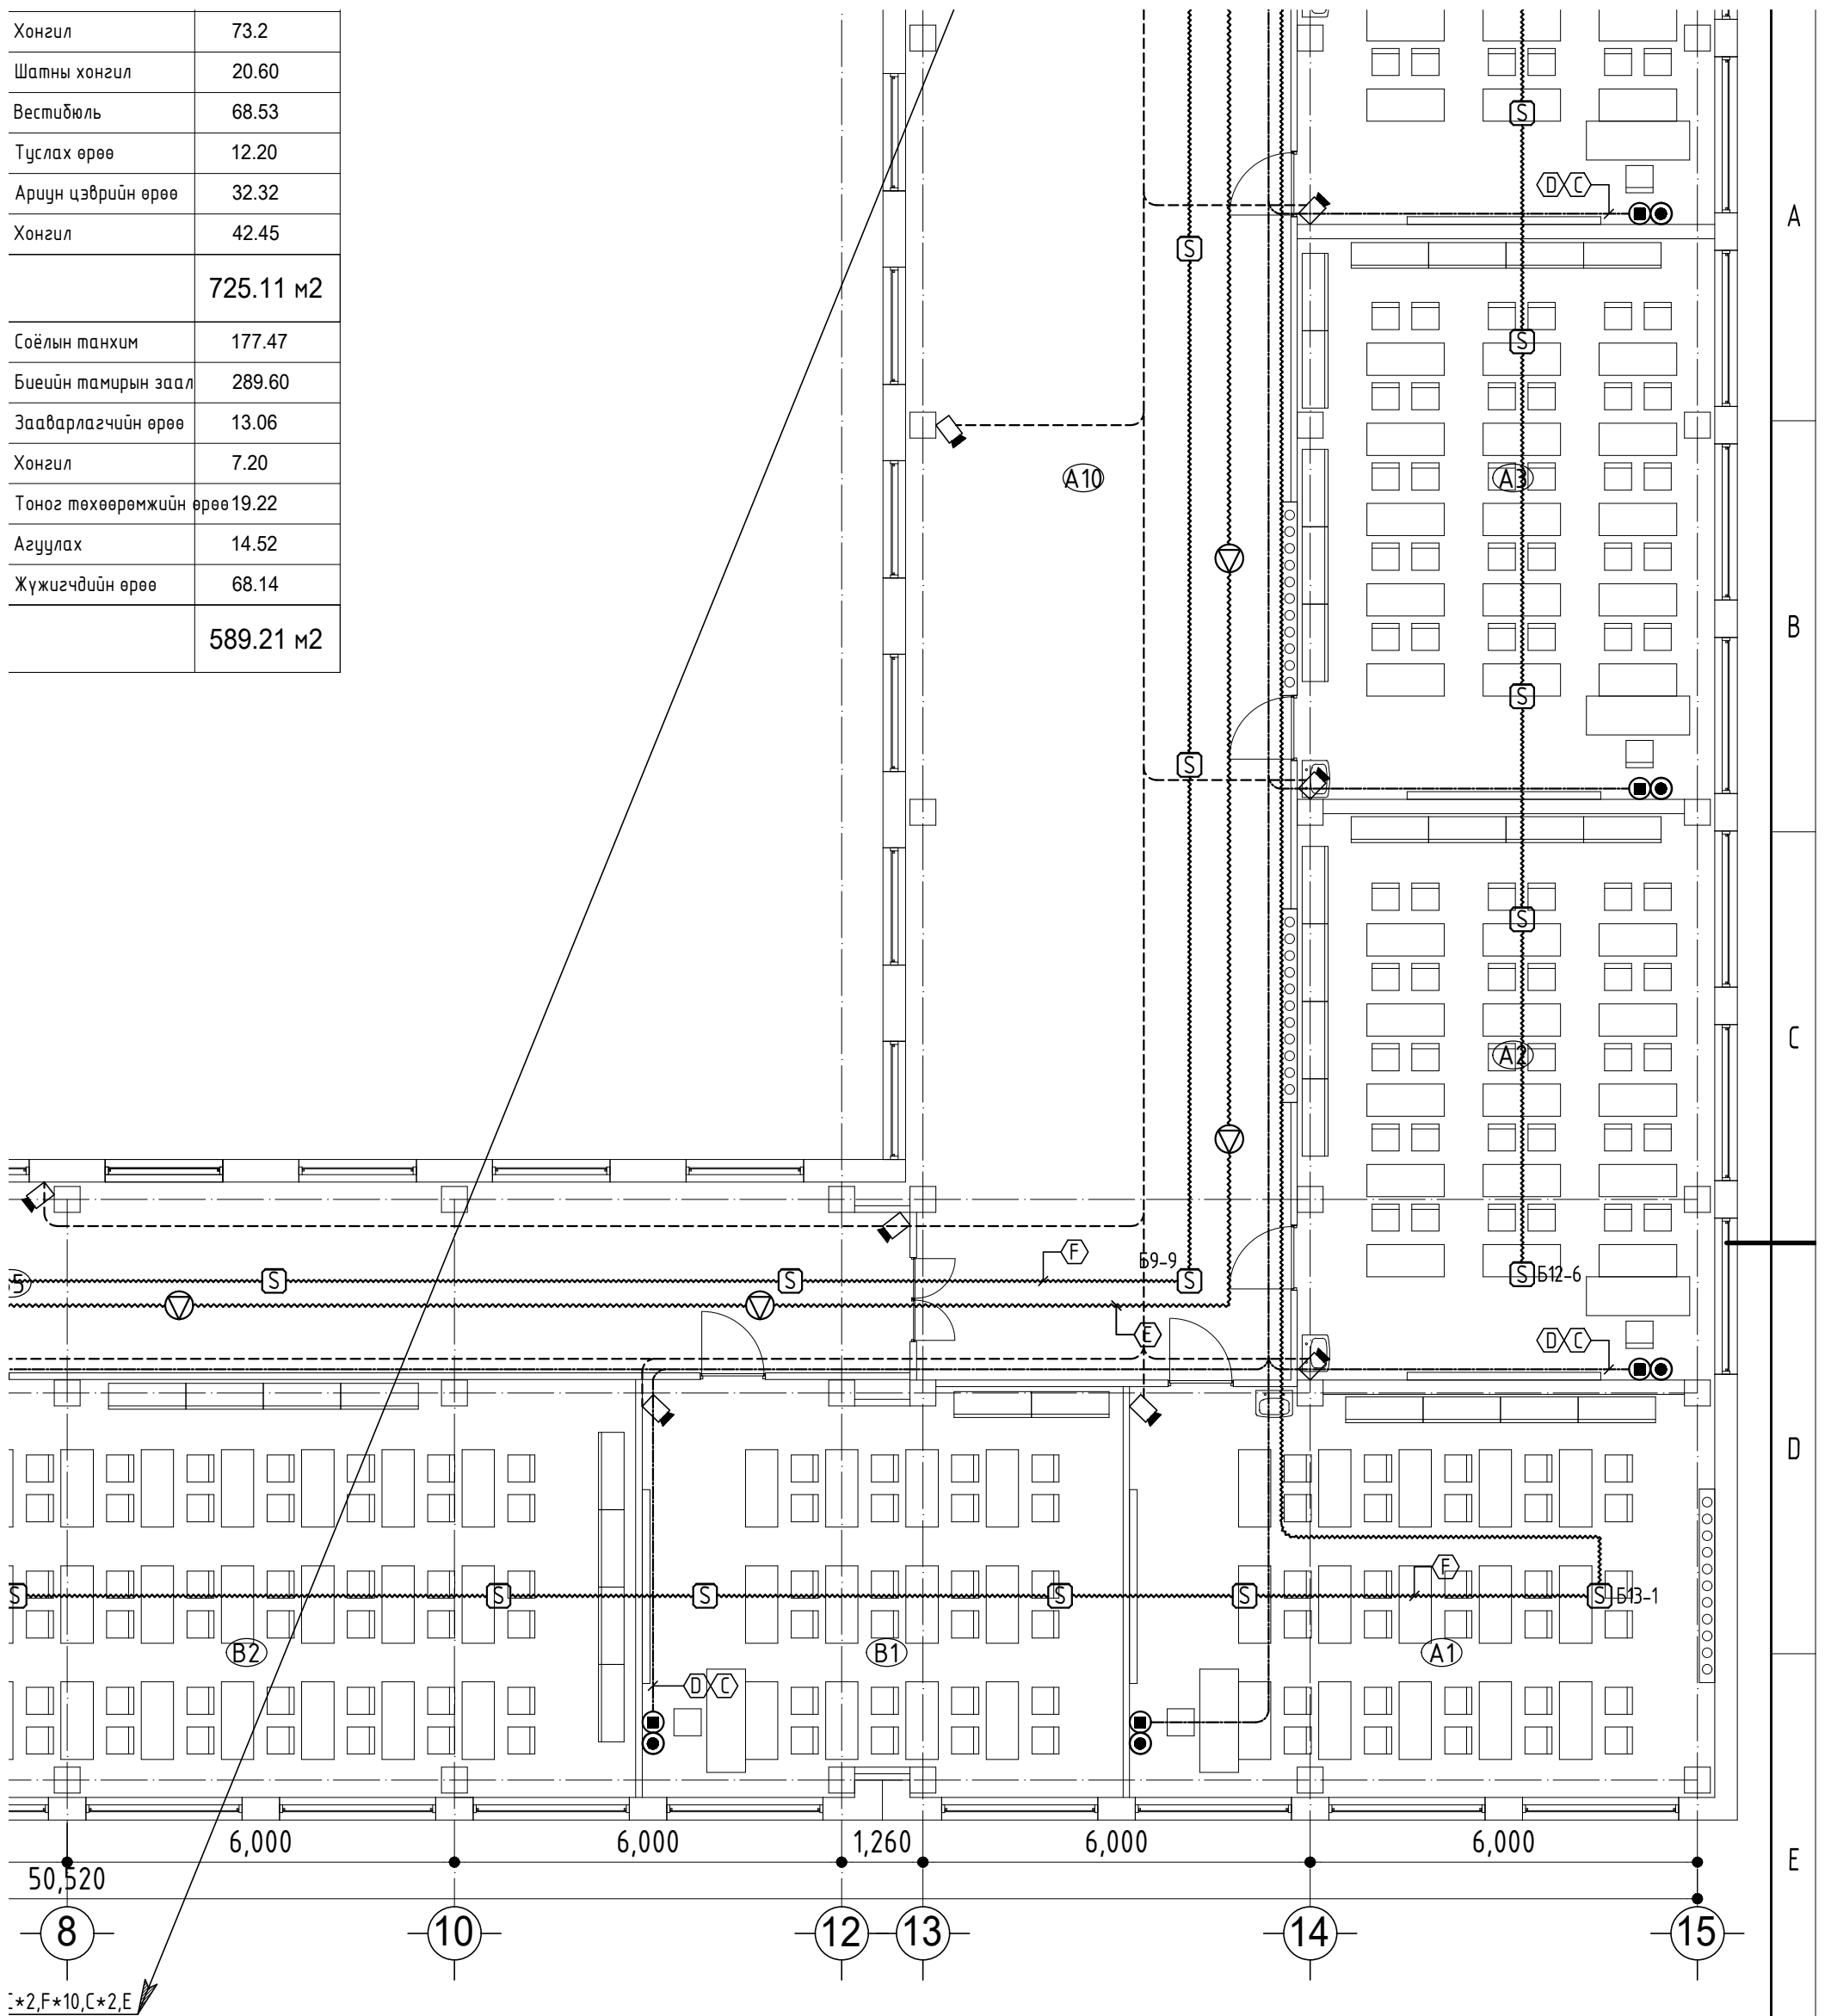 Хонгил 73.2
Шатны хонгил 20.60
Вестибюль 68.53
Туслах өрөө 12.20
Ариун цэврийн өрөө 32.32
Хонгил 42.45
725.11 м2
Соёлын танхим 177.47
Биеийн тамирын заал 289.60
Зааварлагчийн өрөө 13.06
Хонгил 7.20
Тоног төхөөрөмжийн өрөө 19.22
Агуулах 14.52
Жүжигчдийн өрөө 68.14
589.21 м2
S
D C
A
S
S
A10
A3
B
S
S
S
A2
C
F
Б9-9
5
S
S
S
S Б12-6
E
D C
D
F
S
S
S
S
S
S Б13-1
B2
B1
A1
D C
6,000
6,000
1,260
6,000
6,000
50,520
E
8
10
12
13
14
15
C*2,F*10,C*2,E